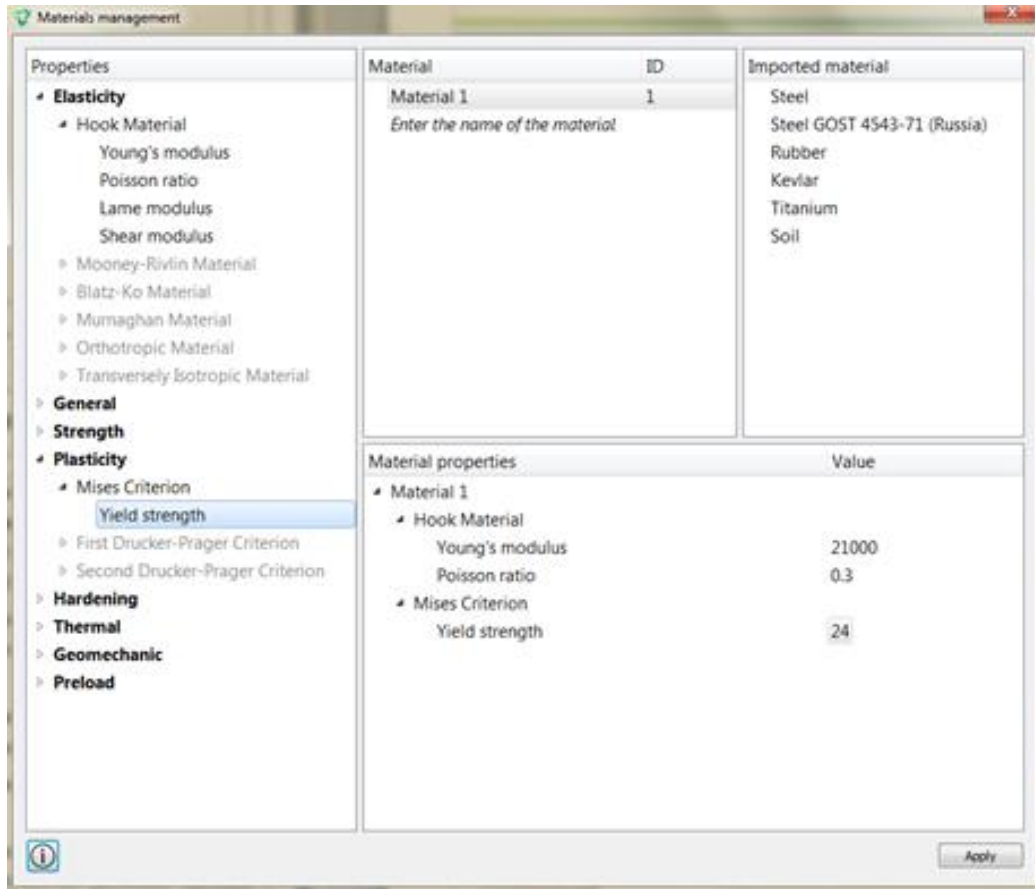 Materials management
Properties
Elasticity
Hook Material
Young's modulus
Poisson ratio
Lame modulus
Shear modulus
Mooney-Rivlin Material
Blatz-Ko Material
Murnaghan Material
Orthotropic Material
Transversely Isotropic Material
General
Strength
Plasticity
Mises Criterion
Yield strength
First Drucker-Prager Criterion
Second Drucker-Prager Criterion
Hardening
Thermal
Geomechanic
Preload
Material ID
Material 1 1
Enter the name of the material
Imported material
Steel
Steel GOST 4543-71 (Russia)
Rubber
Kevlar
Titanium
Soil
Material properties Value
Material 1
Hook Material
Young's modulus 21000
Poisson ratio 0.3
Mises Criterion
Yield strength 24
Apply